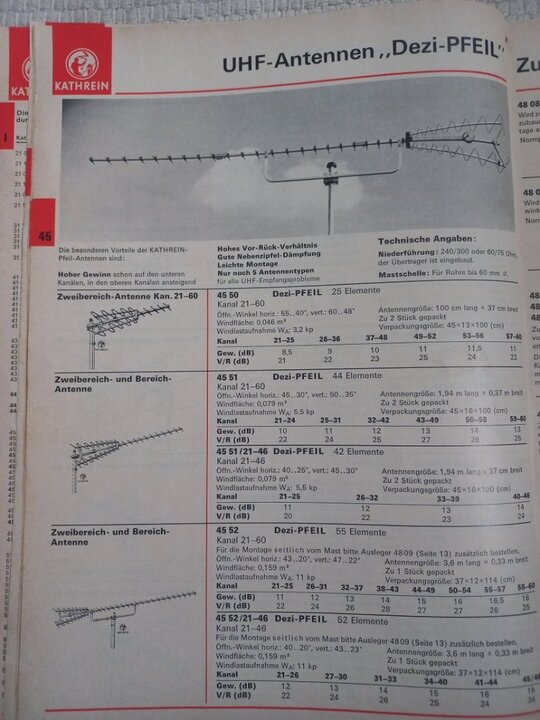 KATHREIN
UHF-Antennen „Dezi-PFEIL"
Zu
45
Die besonderen Vorteile der KATHREIN-
Pfeil-Antennen sind:
Hoher Gewinn schon auf den unteren
Kanälen, in den oberen Kanälen ansteigend
Hohes Vor-Rück-Verhältnis
Gute Nebenzipfel-Dämpfung
Leichte Montage
Nur noch 5 Antennentypen
für alle UHF-Empfangsprobleme
Technische Angaben:
Niederführung: 240/300 oder 60/75 Ohm,
der Übertrager ist eingebaut.
Mastschelle: Für Rohre bis 60 mm ø.
Zweibereich-Antenne Kan. 21-60
45 50 Dezi-PFEIL 25 Elemente
Kanal 21-60
Öffn.-Winkel horiz.: 55..40°, vert.: 60..48°
Windfläche: 0,046 m²
Windlastaufnahme WA: 3,2 kp
Antennengröße: 100 cm lang × 37 cm breit
Zu 2 Stück gepackt
Verpackungsgröße: 45×13×100 (cm)
Kanal 21-25 26-36 37-48 49-52 53-56 57-60
Gew. (dB) 8,5 9 10 11 11,5 11
V/R (dB) 21 22 23 25 24 22
Zweibereich- und Bereich-
Antenne
45 51 Dezi-PFEIL 44 Elemente
Kanal 21-60
Öffn.-Winkel horiz.: 45..30°, vert.: 50..35°
Windfläche: 0,079 m²
Windlastaufnahme WA: 5,5 kp
Antennengröße: 1,94 m lang × 0,37 m breit
Zu 2 Stück gepackt
Verpackungsgröße: 45×16×100 (cm)
Kanal 21-24 25-31 32-42 43-49 50-58 59-60
Gew. (dB) 10 11 12 13 14 13
V/R (dB) 22 24 25 27 26 25
45 51/21-46 Dezi-PFEIL 42 Elemente
Kanal 21-46
Öffn.-Winkel horiz.: 40..25°, vert.: 45..30°
Windfläche: 0,079 m²
Windlastaufnahme WA: 5,5 kp
Antennengröße: 1,94 m lang × 37 cm breit
Zu 2 Stück gepackt
Verpackungsgröße: 45×16×100 (cm)
Kanal 21-25 26-32 33-39 40-46
Gew. (dB) 11 12 13 14
V/R (dB) 20 22 23 24
Zweibereich- und Bereich-
Antenne
45 52 Dezi-PFEIL 55 Elemente
Kanal 21-60
Für die Montage seitlich vom Mast bitte Ausleger 4809 (Seite 13) zusätzlich bestellen.
Öffn.-Winkel horiz.: 43..20°, vert.: 47..22°
Windfläche: 0,159 m²
Windlastaufnahme WA: 11 kp
Antennengröße: 3,6 m lang × 0,33 m breit
Zu 1 Stück gepackt
Verpackungsgröße: 37×12×114 (cm)
Kanal 21-25 26-31 32-37 38-43 44-49 50-54 55-57 58-60
Gew. (dB) 11 12 13 14 15 16 16,5 16
V/R (dB) 22 24 26 28 27 26 25
45 52/21-46 Dezi-PFEIL 52 Elemente
Kanal 21-46
Für die Montage seitlich vom Mast bitte Ausleger 4809 (Seite 13) zusätzlich bestellen.
Öffn.-Winkel horiz.: 40..20°, vert.: 43..23°
Windfläche: 0,159 m²
Windlastaufnahme WA: 11 kp
Antennengröße: 3,6 m lang × 0,33 m breit
Zu 1 Stück gepackt
Verpackungsgröße: 37×12×114 (cm)
Kanal 21-26 27-30 31-33 34-40 41-44
Gew. (dB) 12 13 14 15 16
V/R (dB) 22 24 25 24